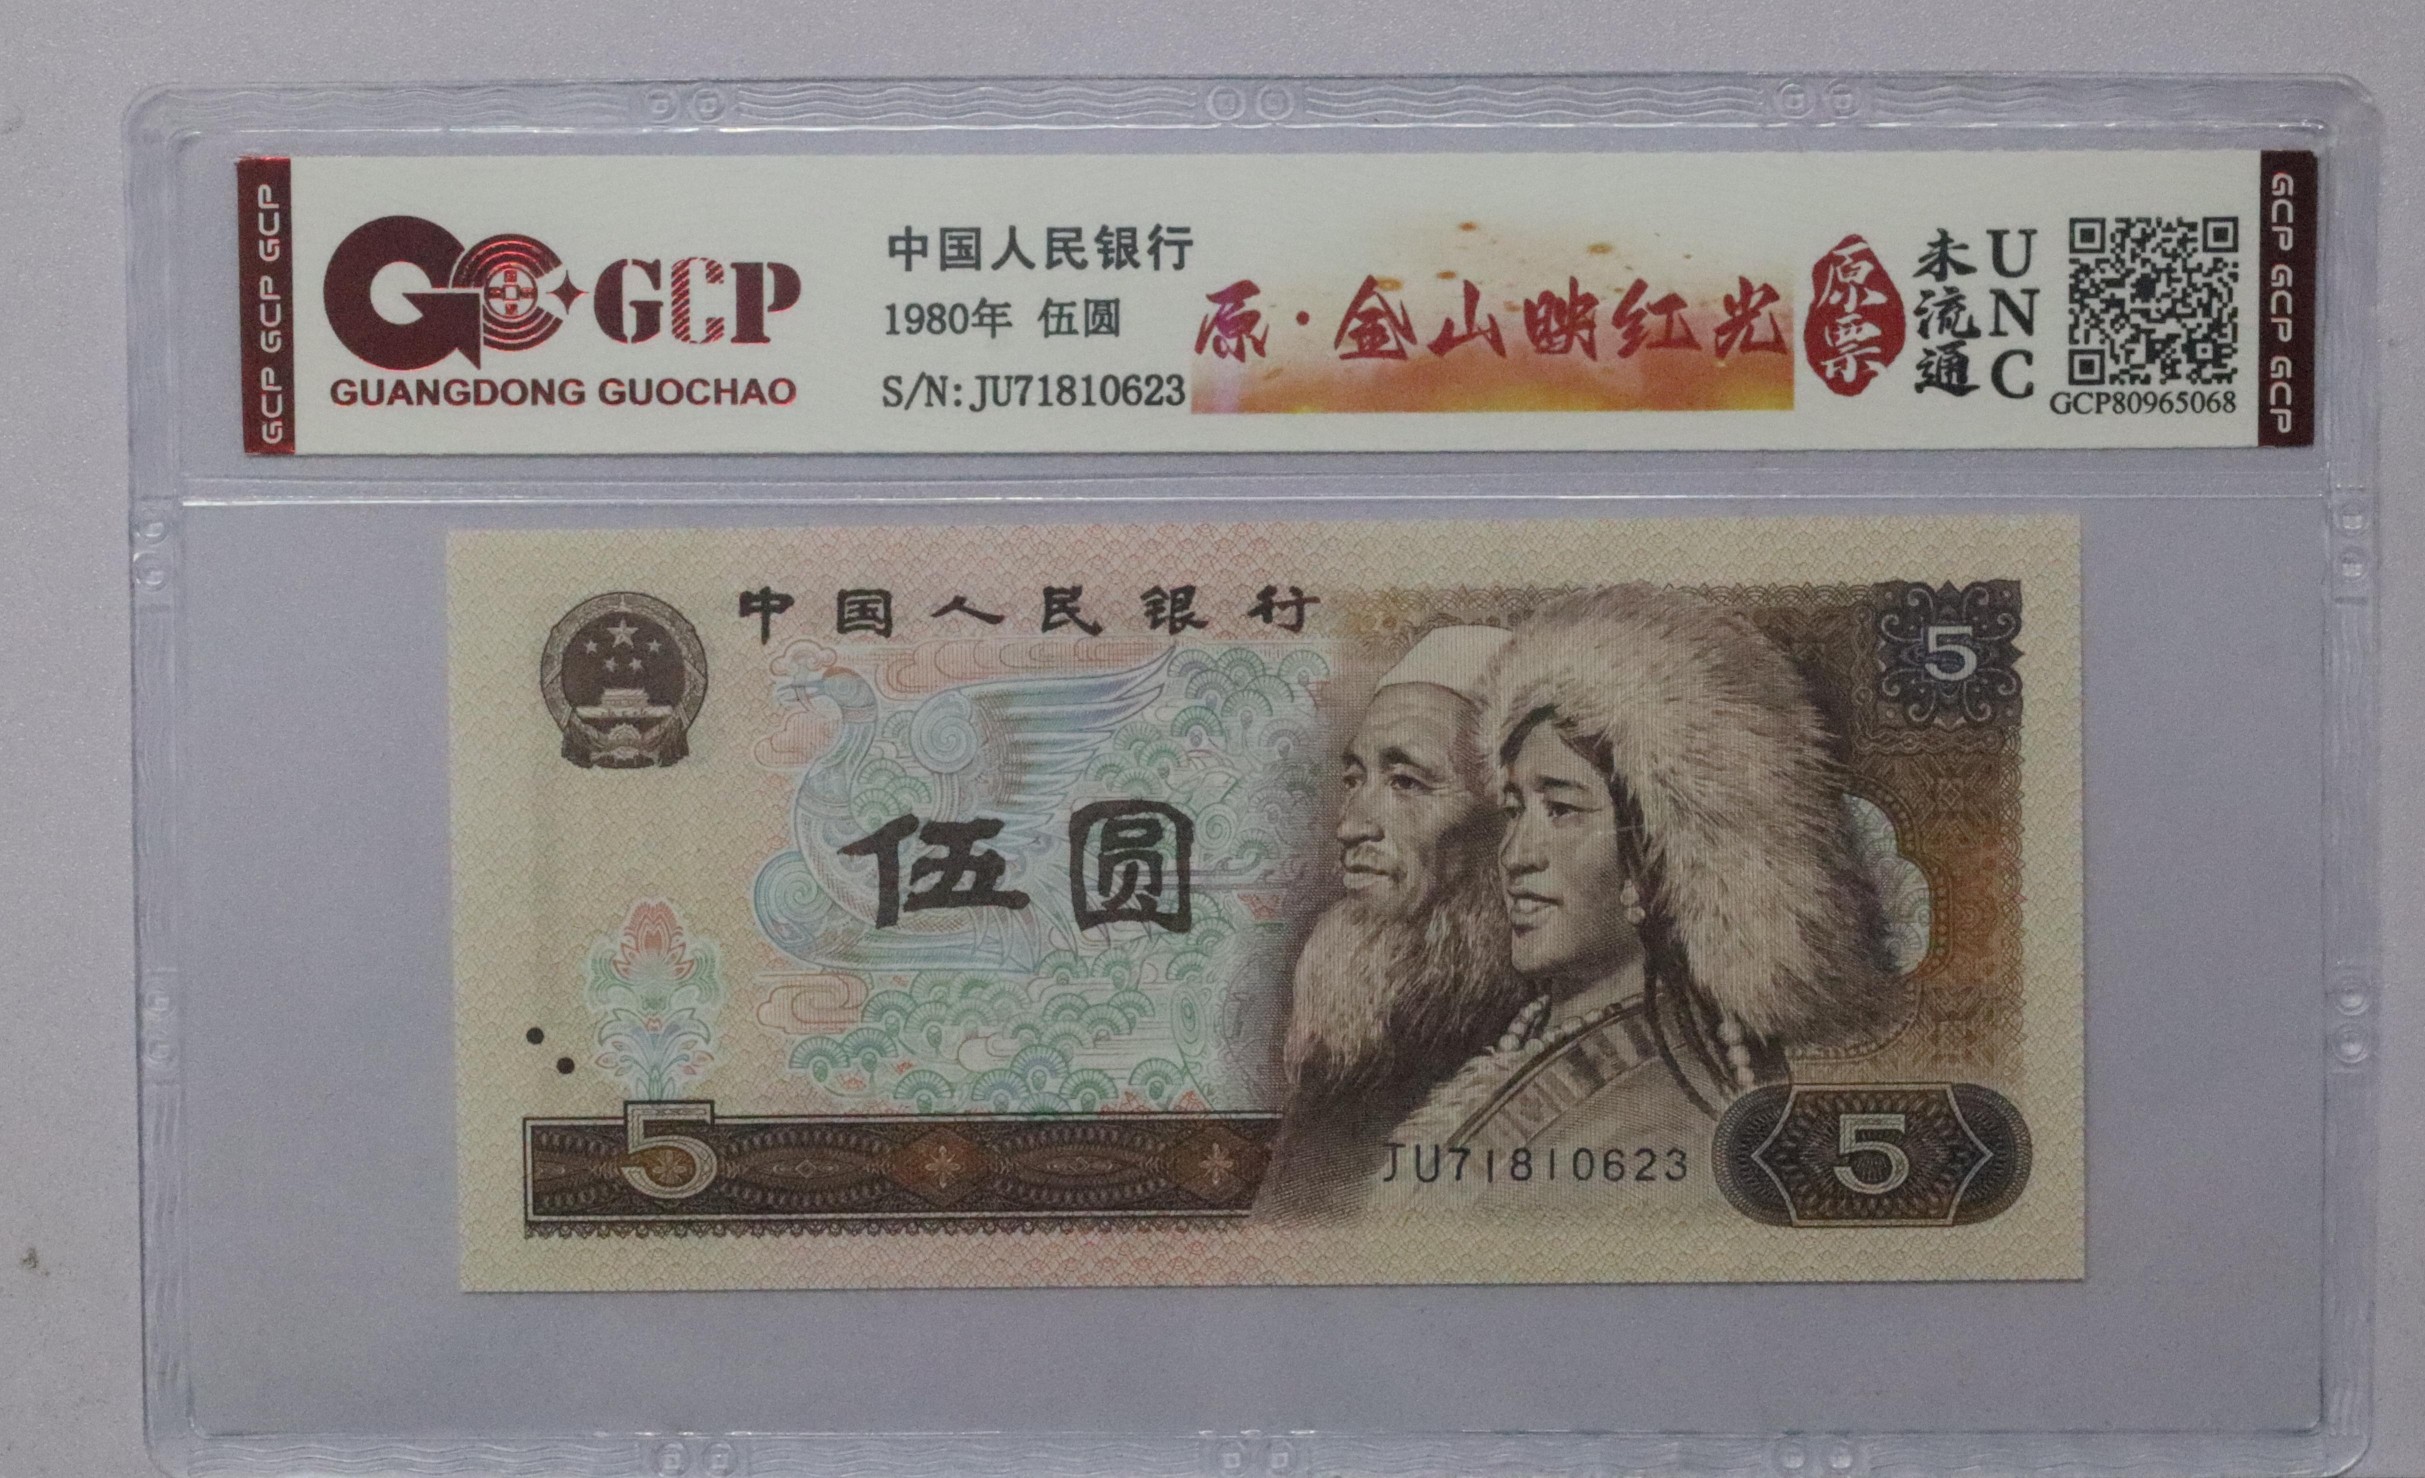 GCP GCP GCP
GCP
GUANGDONG GUOCHAO
中国人民银行
1980年 伍圆
S/N: JU71810623
原·金山映红光
原票
未流通
UNC
GCP80965068
GCP GCP GCP
中国人民银行
5
伍圆
5
JU71810623
5